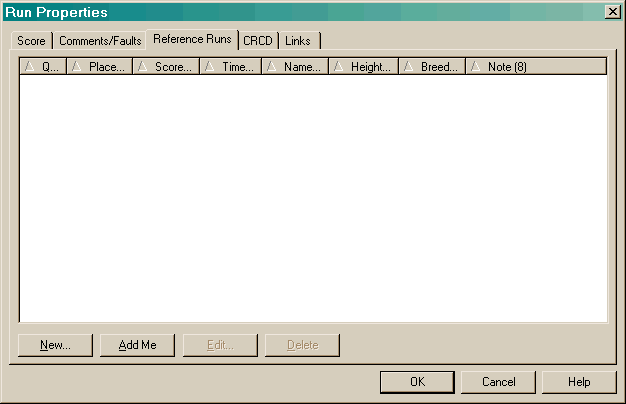 Run Properties
Score Comments/Faults Reference Runs CRCD Links
Q... Place... Score... Time... Name... Height... Breed... Note (8)
New... Add Me Edit... Delete
OK Cancel Help